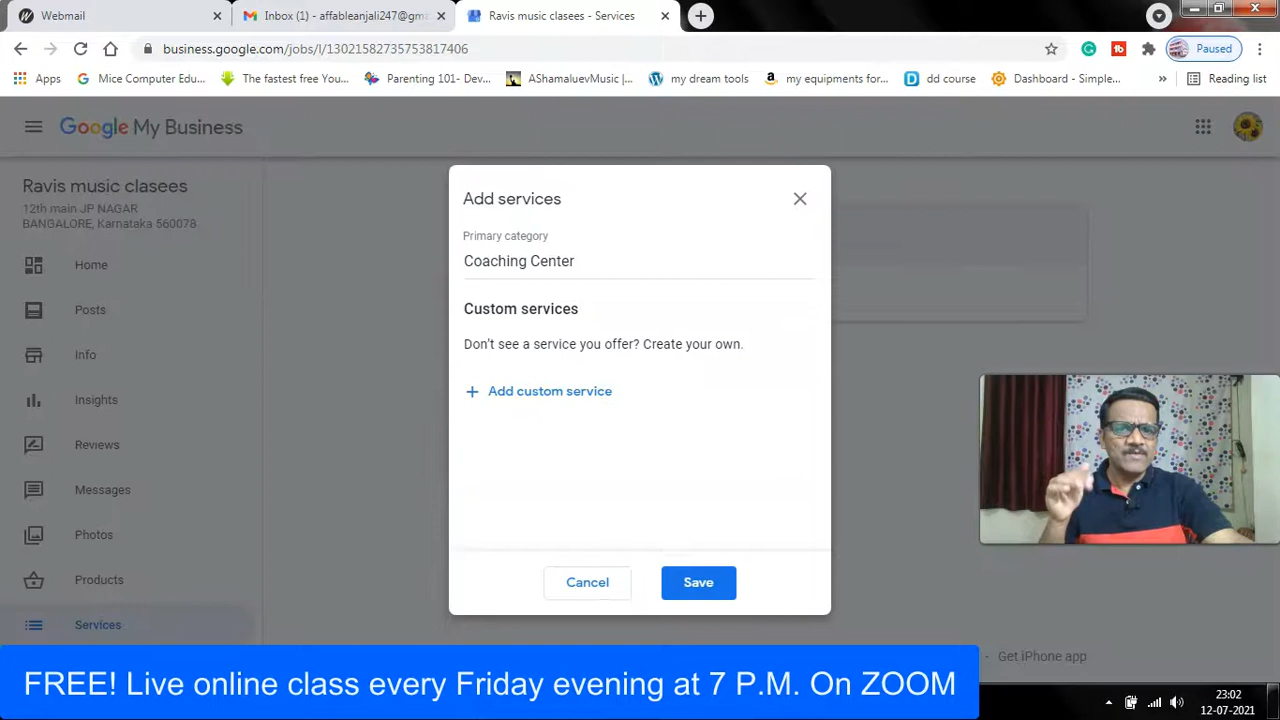 Webmail
Inbox (1) - affableanjali247@gma
Ravis music clasees - Services
business.google.com/jobs/l/13021582735753817406
Paused
Apps
Mice Computer Edu...
The fastest free You...
Parenting 101- Dev...
AShamaluevMusic |...
my dream tools
my equipments for...
dd course
Dashboard - Simple...
»
Reading list
Google My Business
Ravis music clasees
12th main JP NAGAR
BANGALORE, Karnataka 560078
Home
Posts
Info
Insights
Reviews
Messages
Photos
Products
Services
Add services
Primary category
Coaching Center
Custom services
Don't see a service you offer? Create your own.
+ Add custom service
Cancel
Save
- Get iPhone app
FREE! Live online class every Friday evening at 7 P.M. On ZOOM
23:02
12-07-2021